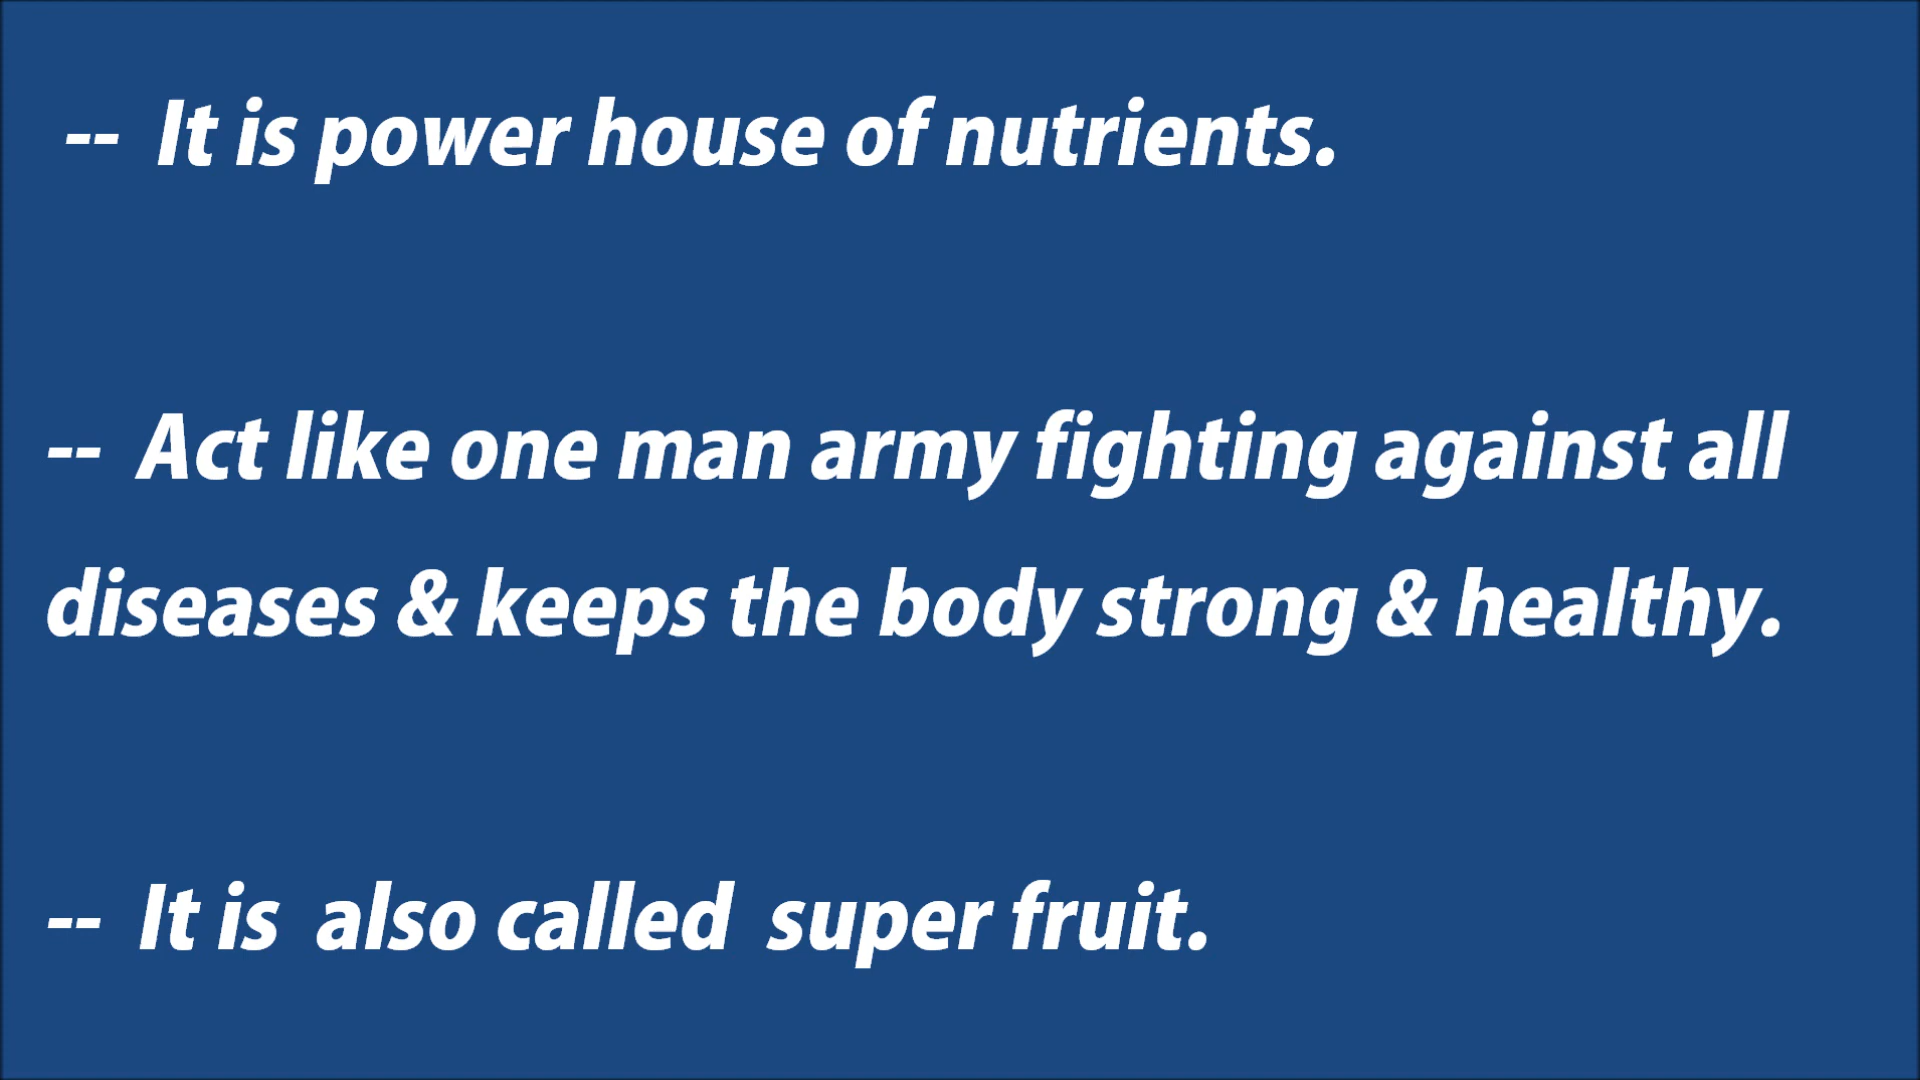 -- It is power house of nutrients.
-- Act like one man army fighting against all
diseases & keeps the body strong & healthy.
-- It is also called super fruit.